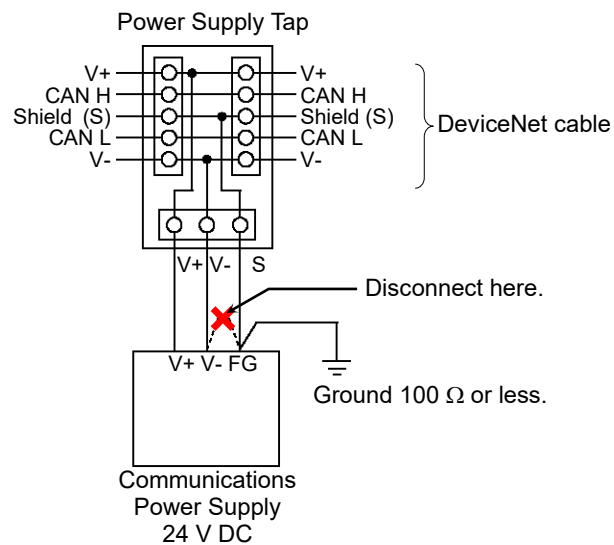 Power Supply Tap
V+ V+
CAN H CAN H
Shield (S) Shield (S)
CAN L CAN L
V- V-
DeviceNet cable
V+ V- S
Disconnect here.
V+ V- FG
Ground 100 Ω or less.
Communications
Power Supply
24 V DC